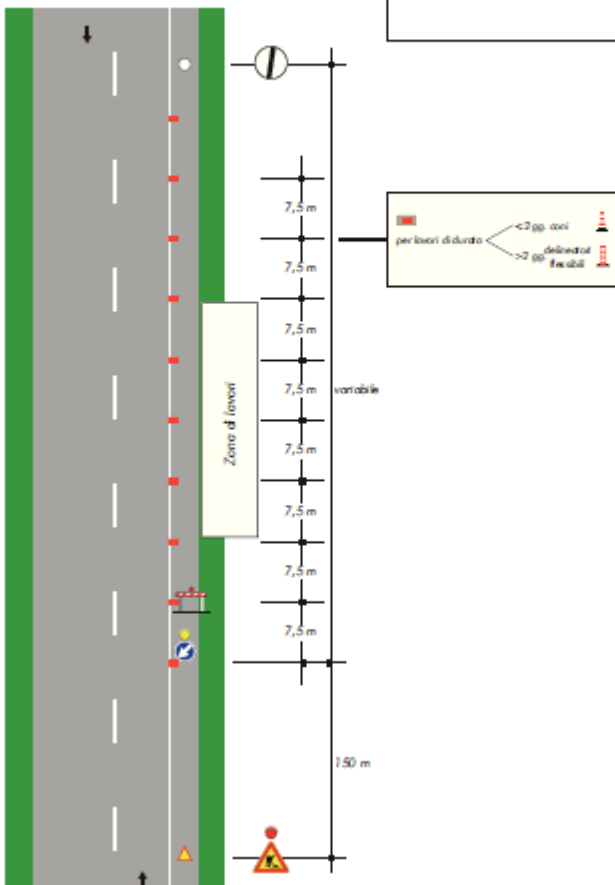 7,5 m
per lavori di durata
<2 gg. coni
>2 gg. delineatori
flessibili
7,5 m
7,5 m
7,5 m
variabile
Zona di lavori
7,5 m
7,5 m
7,5 m
7,5 m
150 m